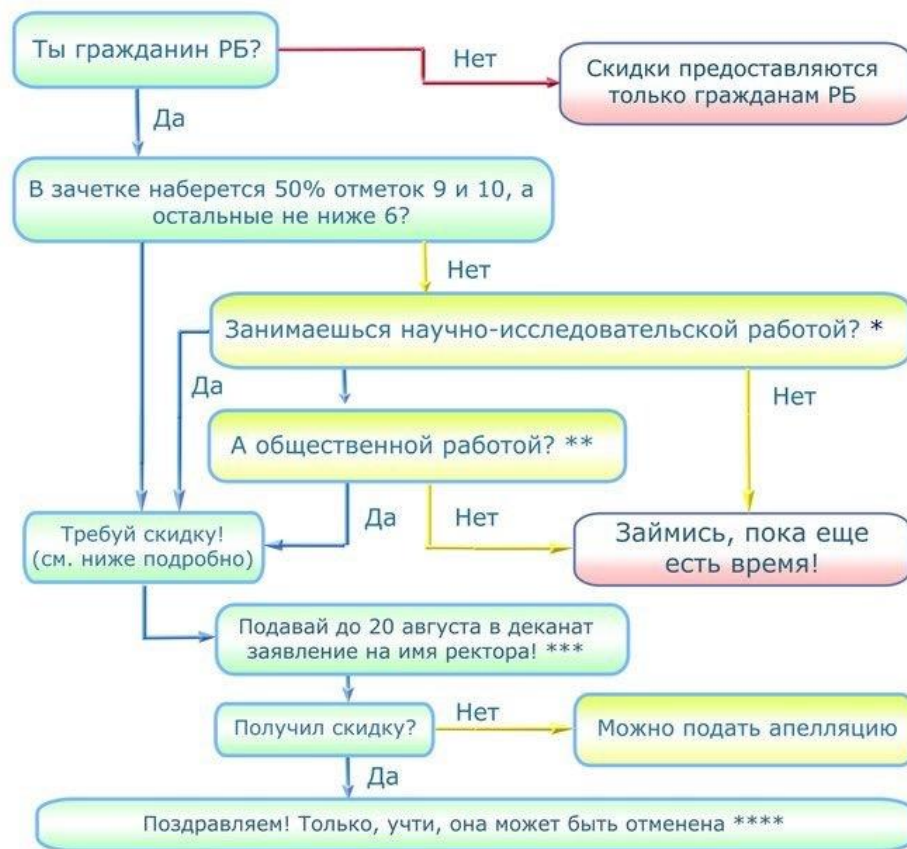 Ты гражданин РБ?
Нет
Скидки предоставляются
только гражданам РБ
Да
В зачетке наберется 50% отметок 9 и 10, а
остальные не ниже 6?
Нет
Занимаешься научно-исследовательской работой? *
Да
Нет
А общественной работой? **
Да
Нет
Требуй скидку!
(см. ниже подробно)
Займись, пока еще
есть время!
Подавай до 20 августа в деканат
заявление на имя ректора! ***
Получил скидку?
Нет
Можно подать апелляцию
Да
Поздравляем! Только, учти, она может быть отменена ****